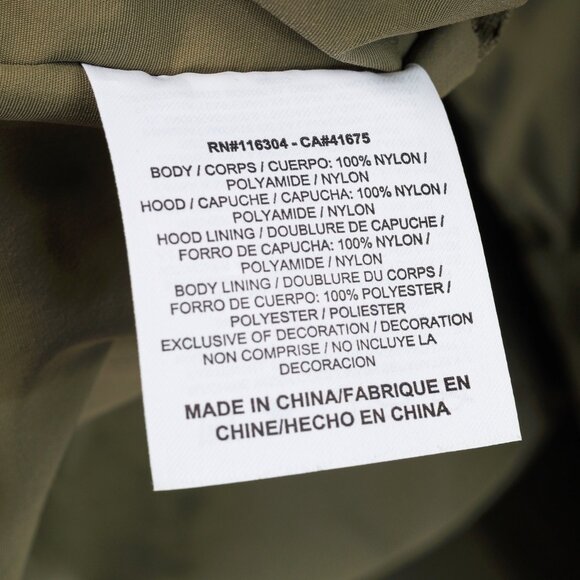 RN#116304 - CA#41675
BODY / CORPS / CUERPO: 100% NYLON /
POLYAMIDE / NYLON
HOOD / CAPUCHE / CAPUCHA: 100% NYLON /
POLYAMIDE / NYLON
HOOD LINING / DOUBLURE DE CAPUCHE /
FORRO DE CAPUCHA: 100% NYLON /
POLYAMIDE / NYLON
BODY LINING / DOUBLURE DU CORPS /
FORRO DE CUERPO: 100% POLYESTER /
POLYESTER / POLIESTER
EXCLUSIVE OF DECORATION / DECORATION
NON COMPRISE / NO INCLUYE LA
DECORACION
MADE IN CHINA/FABRIQUE EN
CHINE/HECHO EN CHINA